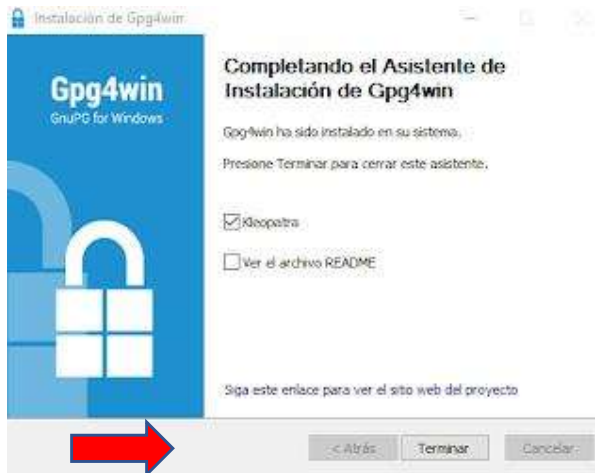 Instalación de Gpg4win
Gpg4win
GnuPG for Windows
Completando el Asistente de
Instalación de Gpg4win
Gpg4win ha sido instalado en su sistema.
Presione Terminar para cerrar este asistente.
Kleopatra
Ver el archivo README
Siga este enlace para ver el sitio web del proyecto
< Atrás
Terminar
Cancelar